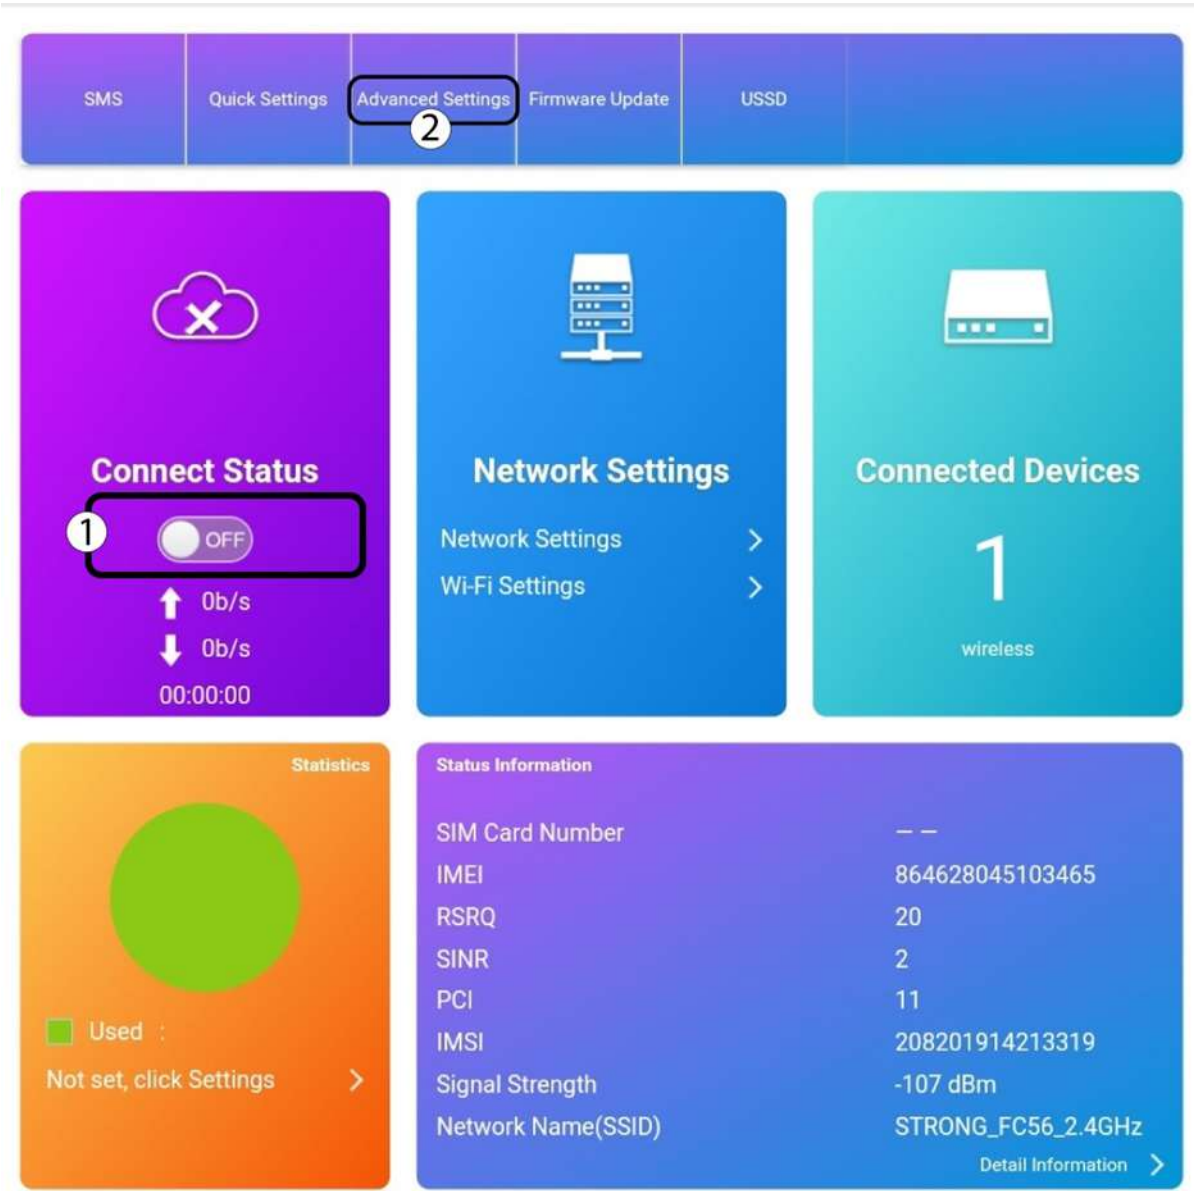 SMS
Quick Settings
Advanced Settings
Firmware Update
USSD
2
Connect Status
1
OFF
0b/s
0b/s
00:00:00
Network Settings
Network Settings
Wi-Fi Settings
Connected Devices
1
wireless
Statistics
Used :
Not set, click Settings
Status Information
SIM Card Number — —
IMEI 864628045103465
RSRQ 20
SINR 2
PCI 11
IMSI 208201914213319
Signal Strength -107 dBm
Network Name(SSID) STRONG_FC56_2.4GHz
Detail Information